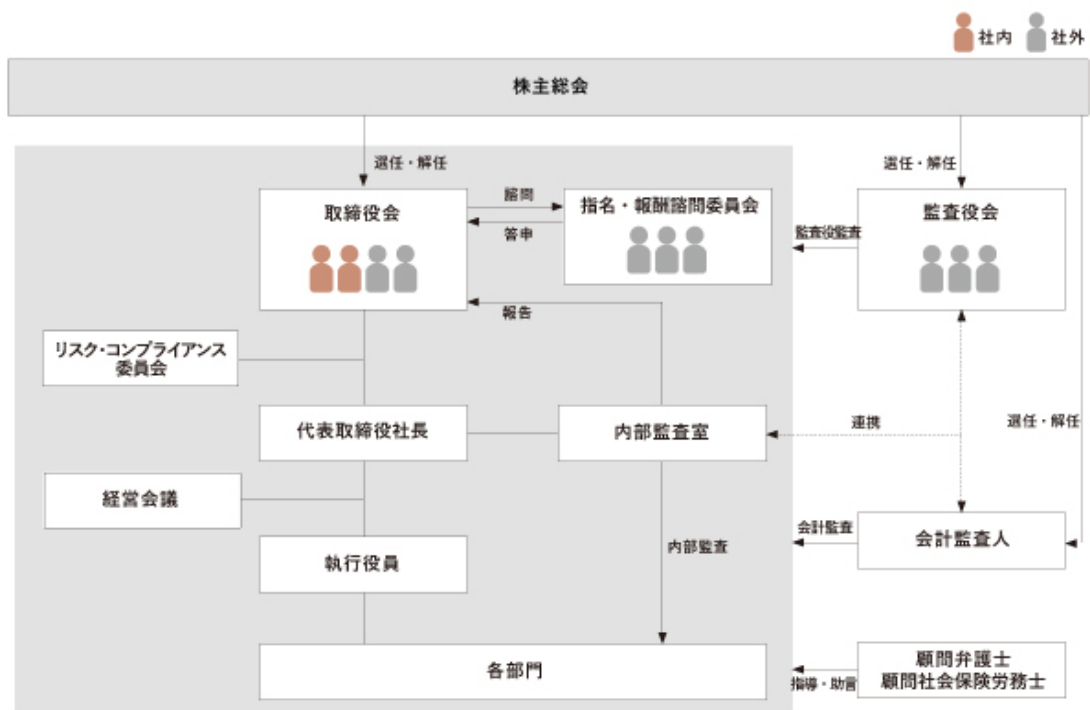 社内
社外
株主総会
選任・解任
選任・解任
取締役会
諮問
答申
指名・報酬諮問委員会
監査役監査
監査役会
報告
リスク・コンプライアンス
委員会
代表取締役社長
内部監査室
連携
選任・解任
経営会議
執行役員
内部監査
会計監査
会計監査人
各部門
指導・助言
顧問弁護士
顧問社会保険労務士